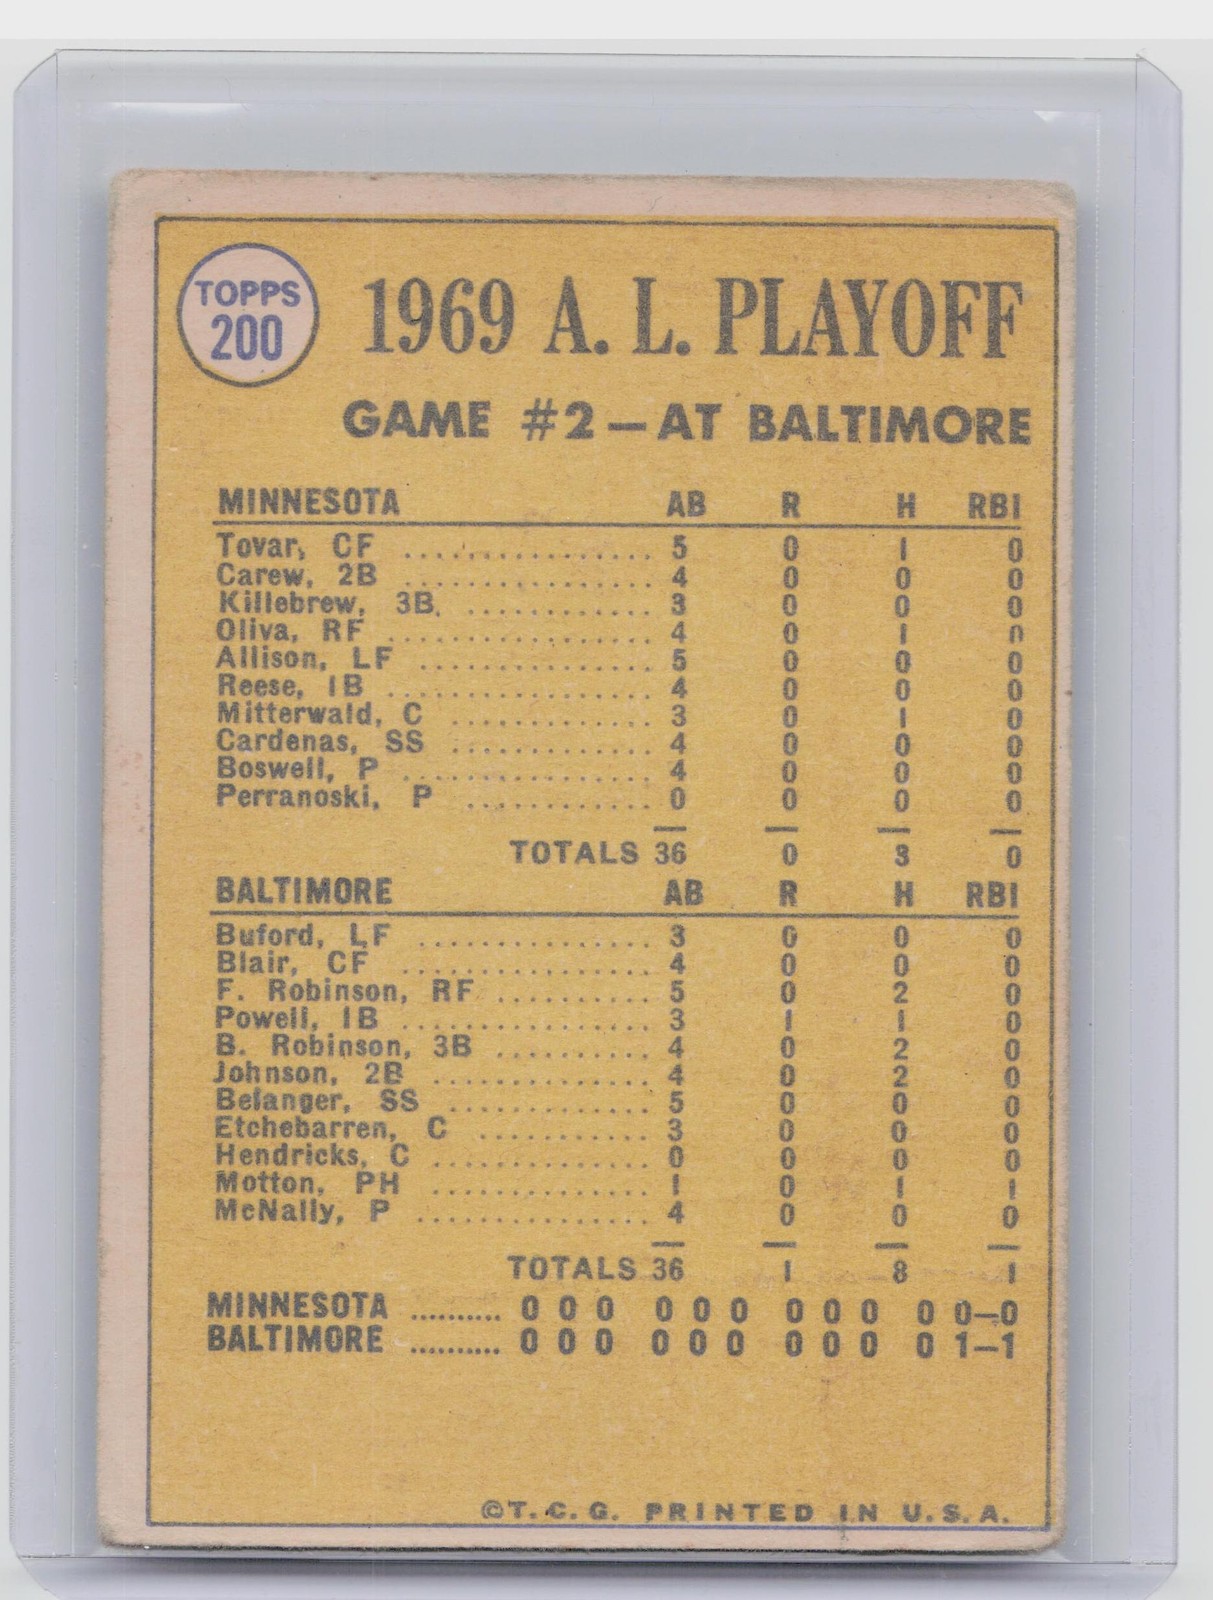 TOPPS
200
1969 A. L. PLAYOFF
GAME #2—AT BALTIMORE
MINNESOTA AB R H RBI
Tovar, CF .................. 5 0 1 0
Carew, 2B .................. 4 0 0 0
Killebrew, 3B. ............. 3 0 0 0
Oliva, RF ................... 4 0 1 0
Allison, LF ................ 5 0 0 0
Reese, 1B ................... 4 0 0 0
Mitterwald, C .............. 3 0 1 0
Cardenas, SS .............. 4 0 0 0
Boswell, P .................. 4 0 0 0
Perranoski, P ............. 0 0 0 0
TOTALS 36 0 3 0
BALTIMORE AB R H RBI
Buford, LF ................. 3 0 0 0
Blair, CF .................. 4 0 0 0
F. Robinson, RF ........... 5 0 2 0
Powell, 1B .................. 3 1 1 0
B. Robinson, 3B ........... 4 0 2 0
Johnson, 2B ................ 4 0 2 0
Belanger, SS .............. 5 0 0 0
Etchebarren, C ............ 3 0 0 0
Hendricks, C ................ 0 0 0 0
Motton, PH ................ 1 0 1 1
McNally, P ................. 4 0 0 0
TOTALS 36 1 8 1
MINNESOTA .......... 0 0 0 0 0 0 0 0 0 0 0—0
BALTIMORE .......... 0 0 0 0 0 0 0 0 0 0 1—1
©T.C.G. PRINTED IN U.S.A.